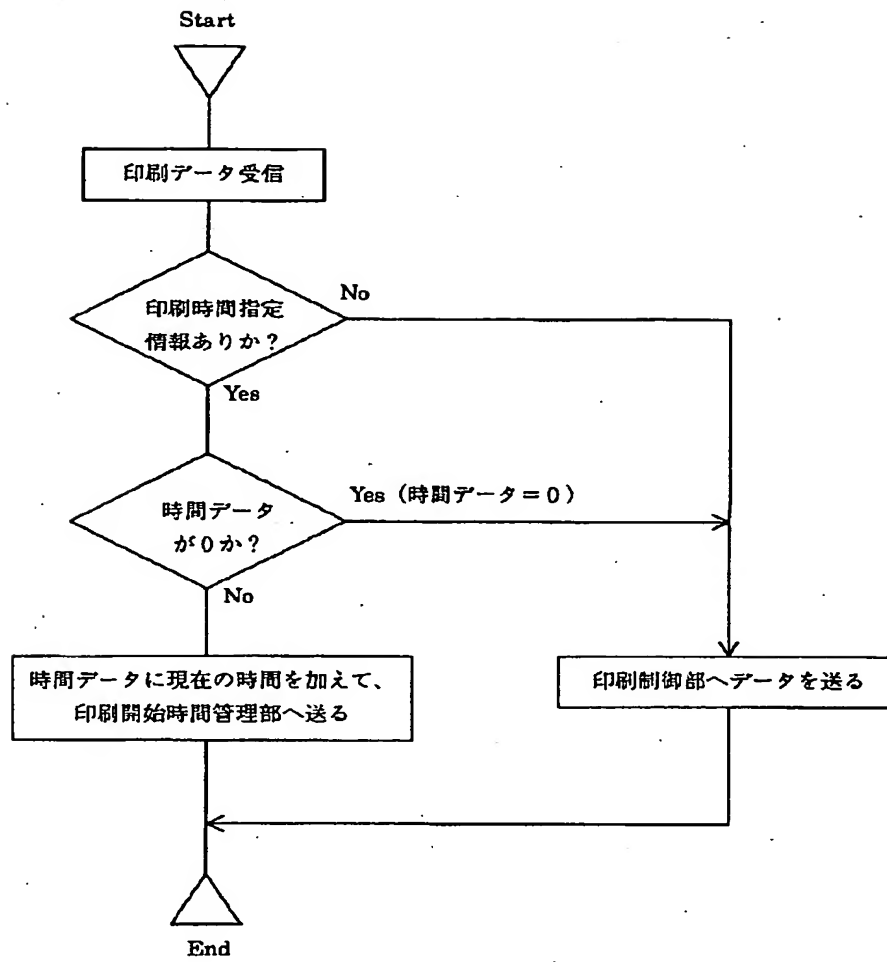 Start
印刷データ受信
印刷時間指定
情報ありか？
No
Yes
時間データ
が０か？
Yes（時間データ＝０）
No
時間データに現在の時間を加えて、
印刷開始時間管理部へ送る
印刷制御部へデータを送る
End